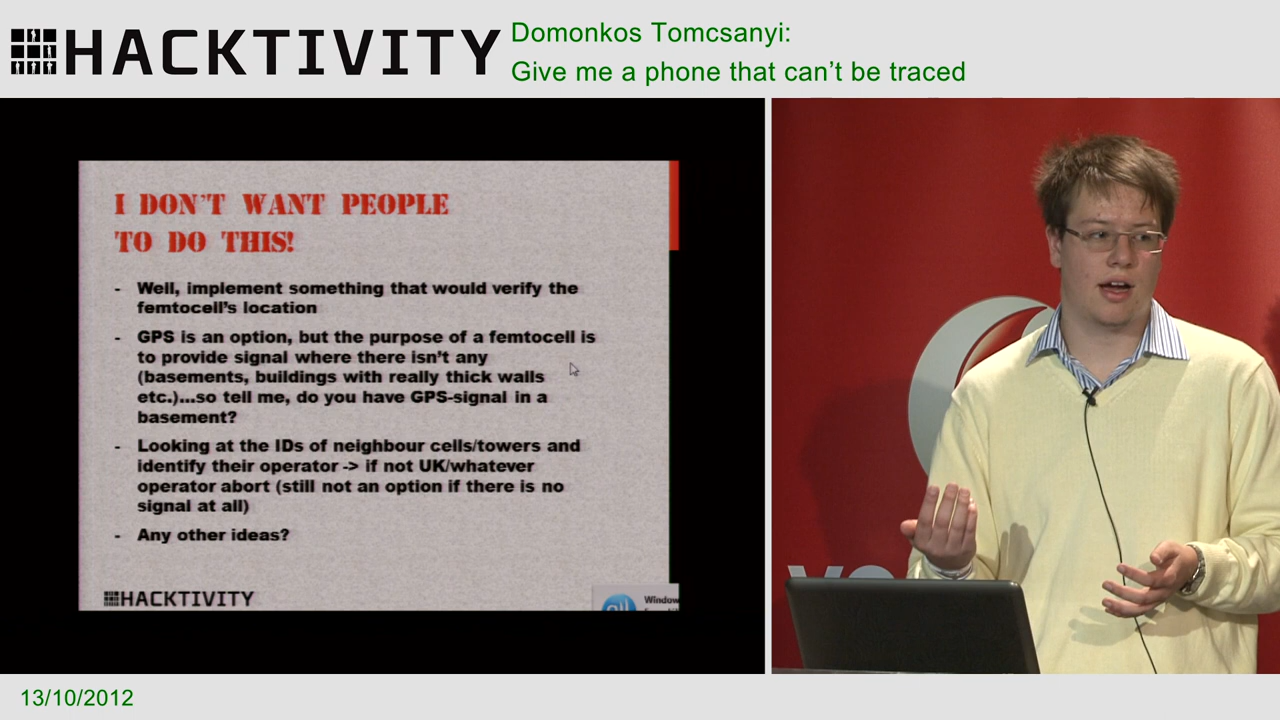 HACKTIVITY
Domonkos Tomcsanyi:
Give me a phone that can't be traced
I DON'T WANT PEOPLE
TO DO THIS!
- Well, implement something that would verify the
femtocell's location
- GPS is an option, but the purpose of a femtocell is
to provide signal where there isn't any
(basements, buildings with really thick walls
etc.)...so tell me, do you have GPS-signal in a
basement?
- Looking at the IDs of neighbour cells/towers and
identify their operator -> if not UK/whatever
operator abort (still not an option if there is no
signal at all)
- Any other ideas?
HACKTIVITY
Window
13/10/2012